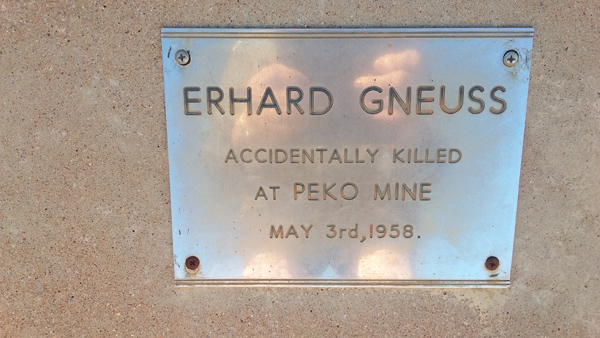 ERHARD GNEUSS
ACCIDENTALLY KILLED
AT PEKO MINE
MAY 3rd, 1958.